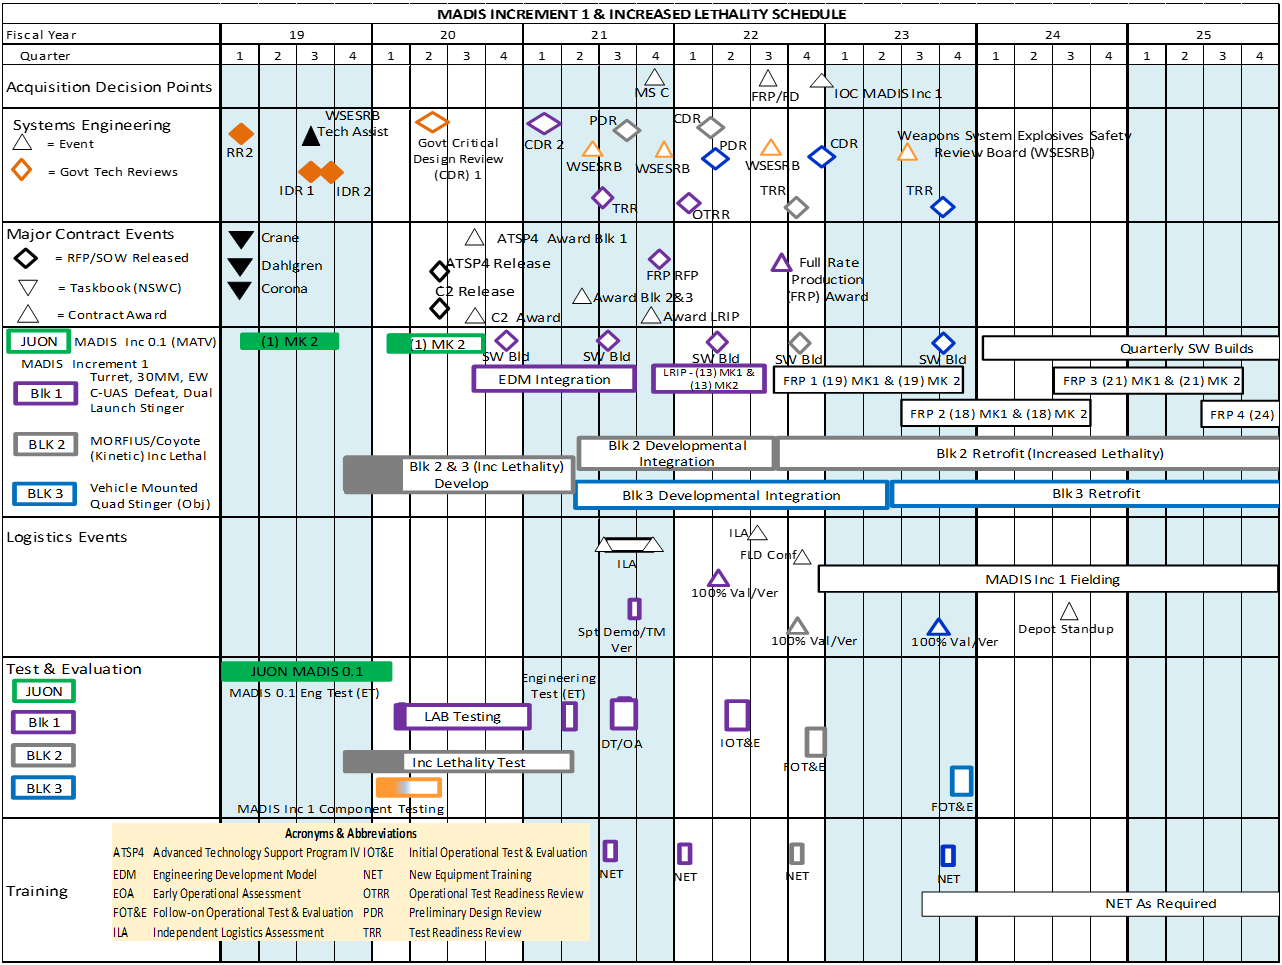 MADIS INCREMENT 1 & INCREASED LETHALITY SCHEDULE
Fiscal Year 19 20 21 22 23 24 25
Quarter 1 2 3 4 1 2 3 4 1 2 3 4 1 2 3 4 1 2 3 4 1 2 3 4 1 2 3 4
Acquisition Decision Points
MS C
FRP/FD
IOC MADIS Inc 1
Systems Engineering
= Event
= Govt Tech Reviews
RR2
WSESRB
Tech Assist
IDR 1
IDR 2
Govt Critical
Design Review
(CDR) 1
CDR 2
PDR
WSESRB
TRR
WSESRB
CDR
PDR
OTRR
WSESRB
TRR
CDR
Weapons System Explosives Safety
Review Board (WSESRB)
TRR
Major Contract Events
= RFP/SOW Released
= Taskbook (NSWC)
= Contract Award
Crane
Dahlgren
Corona
ATSP4 Award Blk 1
ATSP4 Release
C2 Release
C2 Award
Award Blk 2&3
FRP RFP
Award LRIP
Full Rate
Production
(FRP) Award
JUON MADIS Inc 0.1 (MATV)
MADIS Increment 1
Blk 1
Turret, 30MM, EW
C-UAS Defeat, Dual
Launch Stinger
BLK 2
MORFIUS/Coyote
(Kinetic) Inc Lethal
BLK 3
Vehicle Mounted
Quad Stinger (Obj)
(1) MK 2
(1) MK 2
SW Bld
SW Bld
SW Bld
SW Bld
SW Bld
Quarterly SW Builds
EDM Integration
LRIP - (13) MK1 &
(13) MK2
FRP 1 (19) MK1 & (19) MK 2
FRP 3 (21) MK1 & (21) MK 2
FRP 2 (18) MK1 & (18) MK 2
FRP 4 (24)
Blk 2 Developmental
Integration
Blk 2 Retrofit (Increased Lethality)
Blk 2 & 3 (Inc Lethality)
Develop
Blk 3 Developmental Integration
Blk 3 Retrofit
Logistics Events
ILA
Spt Demo/TM
Ver
ILA
FLD Conf
100% Val/Ver
100% Val/Ver
MADIS Inc 1 Fielding
100% Val/Ver
Depot Standup
Test & Evaluation
JUON
Blk 1
BLK 2
BLK 3
JUON MADIS 0.1
MADIS 0.1 Eng Test (ET)
LAB Testing
Engineering
Test (ET)
DT/OA
IOT&E
FOT&E
Inc Lethality Test
MADIS Inc 1 Component Testing
FOT&E
Training
Acronyms & Abbreviations
ATSP4 Advanced Technology Support Program IV IOT&E Initial Operational Test & Evaluation
EDM Engineering Development Model NET New Equipment Training
EOA Early Operational Assessment OTRR Operational Test Readiness Review
FOT&E Follow-on Operational Test & Evaluation PDR Preliminary Design Review
ILA Independent Logistics Assessment TRR Test Readiness Review
NET
NET
NET
NET
NET As Required